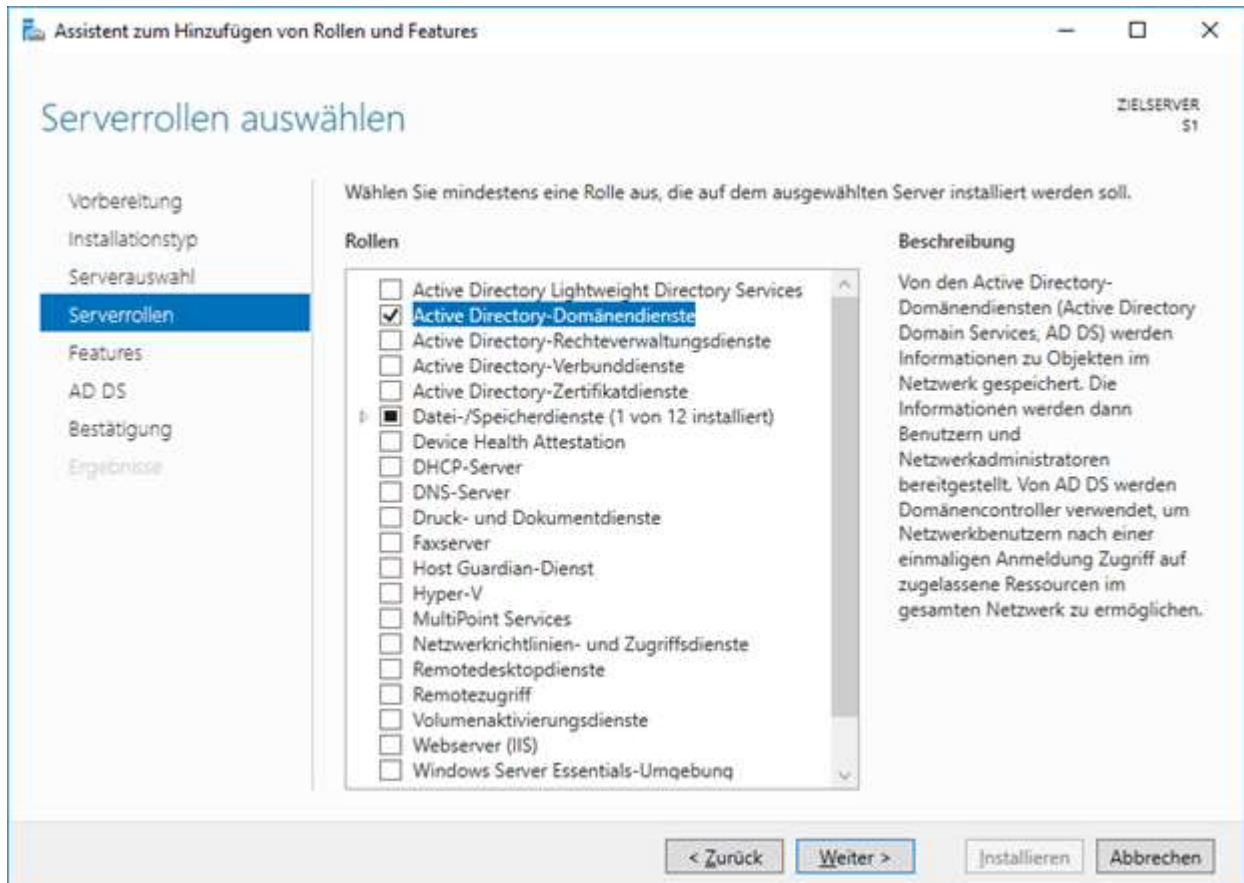 Assistent zum Hinzufügen von Rollen und Features
Serverrollen auswählen
ZIELSERVER
S1
Vorbereitung
Installationstyp
Serverauswahl
Serverrollen
Features
AD DS
Bestätigung
Ergebnisse
Wählen Sie mindestens eine Rolle aus, die auf dem ausgewählten Server installiert werden soll.
Rollen
Active Directory Lightweight Directory Services
Active Directory-Domänendienste
Active Directory-Rechteverwaltungsdienste
Active Directory-Verbunddienste
Active Directory-Zertifikatdienste
Datei-/Speicherdienste (1 von 12 installiert)
Device Health Attestation
DHCP-Server
DNS-Server
Druck- und Dokumentdienste
Faxserver
Host Guardian-Dienst
Hyper-V
MultiPoint Services
Netzwerkrichtlinien- und Zugriffsdienste
Remotedesktopdienste
Remotezugriff
Volumenaktivierungsdienste
Webserver (IIS)
Windows Server Essentials-Umgebung
Beschreibung
Von den Active Directory-
Domänendiensten (Active Directory
Domain Services, AD DS) werden
Informationen zu Objekten im
Netzwerk gespeichert. Die
Informationen werden dann
Benutzern und
Netzwerkadministratoren
bereitgestellt. Von AD DS werden
Domänencontroller verwendet, um
Netzwerkbenutzern nach einer
einmaligen Anmeldung Zugriff auf
zugelassene Ressourcen im
gesamten Netzwerk zu ermöglichen.
< Zurück
Weiter >
Installieren
Abbrechen